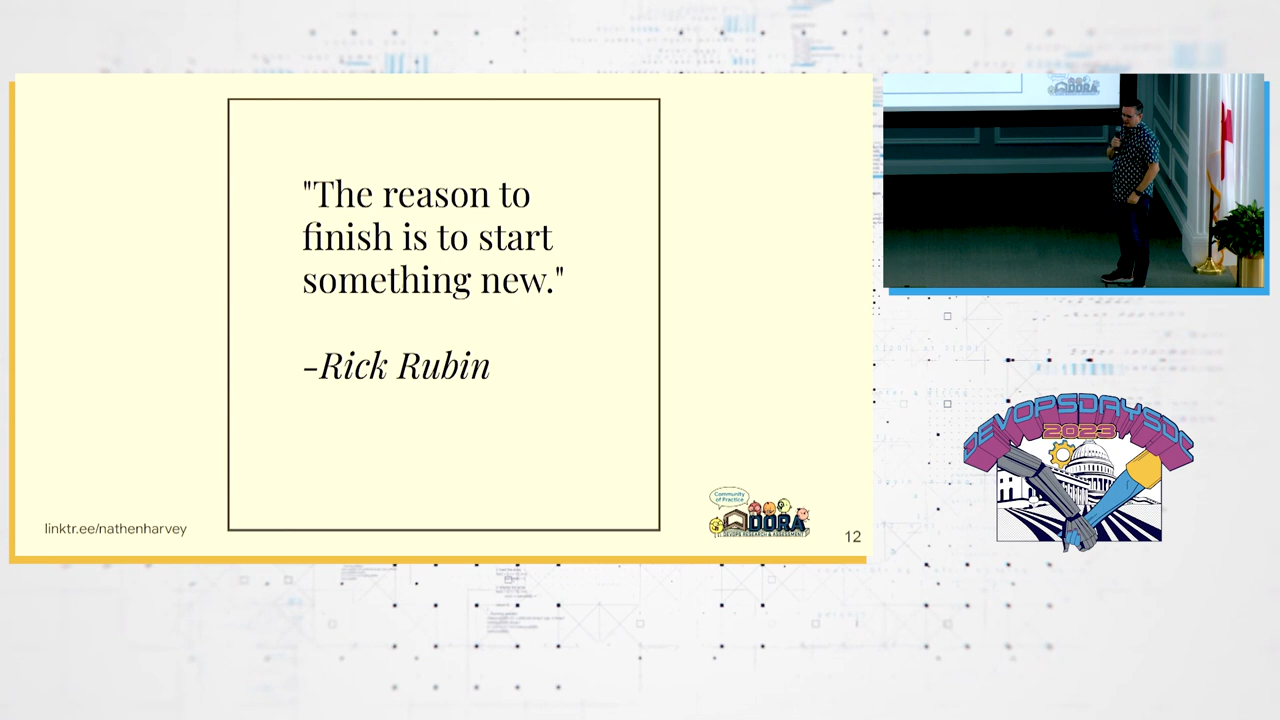 "The reason to
finish is to start
something new."
-Rick Rubin
linktr.ee/nathenharvey
Community
of Practice
DORA
DEVOPS RESEARCH & ASSESSMENT
12
DORA
DEVOPSDAYSDC
2023